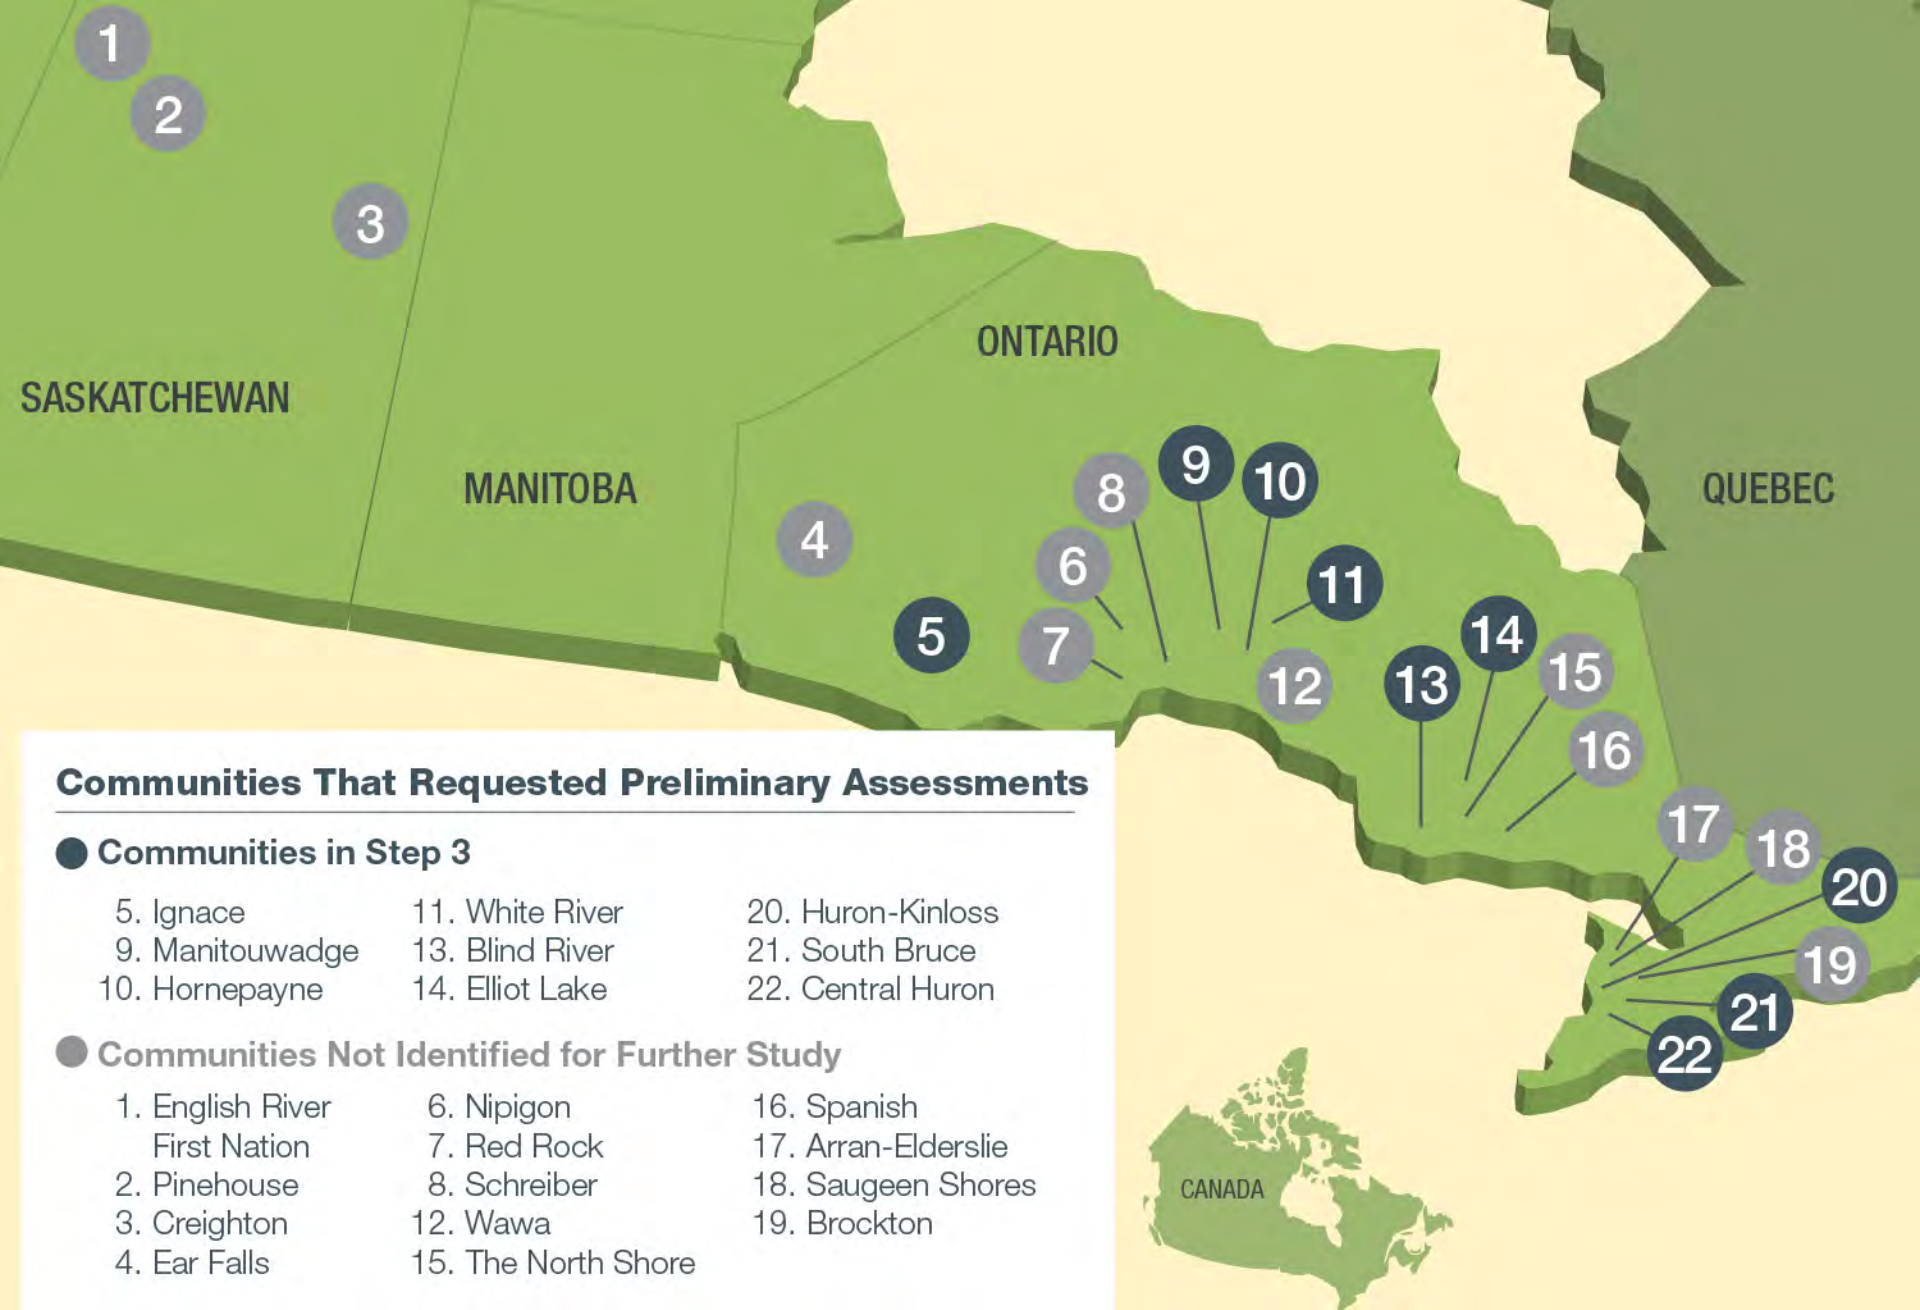 1
2
3
ONTARIO
SASKATCHEWAN
MANITOBA
QUEBEC
4
5
6
7
8
9
10
11
12
13
14
15
16
17
18
20
19
21
22
Communities That Requested Preliminary Assessments
Communities in Step 3
5. Ignace
9. Manitouwadge
10. Hornepayne
11. White River
13. Blind River
14. Elliot Lake
20. Huron-Kinloss
21. South Bruce
22. Central Huron
Communities Not Identified for Further Study
1. English River
First Nation
2. Pinehouse
3. Creighton
4. Ear Falls
6. Nipigon
7. Red Rock
8. Schreiber
12. Wawa
15. The North Shore
16. Spanish
17. Arran-Elderslie
18. Saugeen Shores
19. Brockton
CANADA